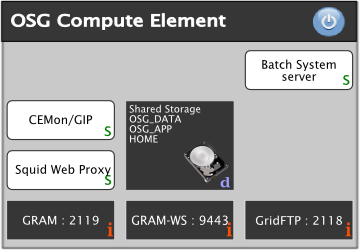 OSG Compute Element
Batch System
server
S
CEMon/GIP
S
Shared Storage
OSG_DATA
OSG_APP
HOME
d
Squid Web Proxy
S
GRAM : 2119
i
GRAM-WS : 9443
i
GridFTP : 2118
i